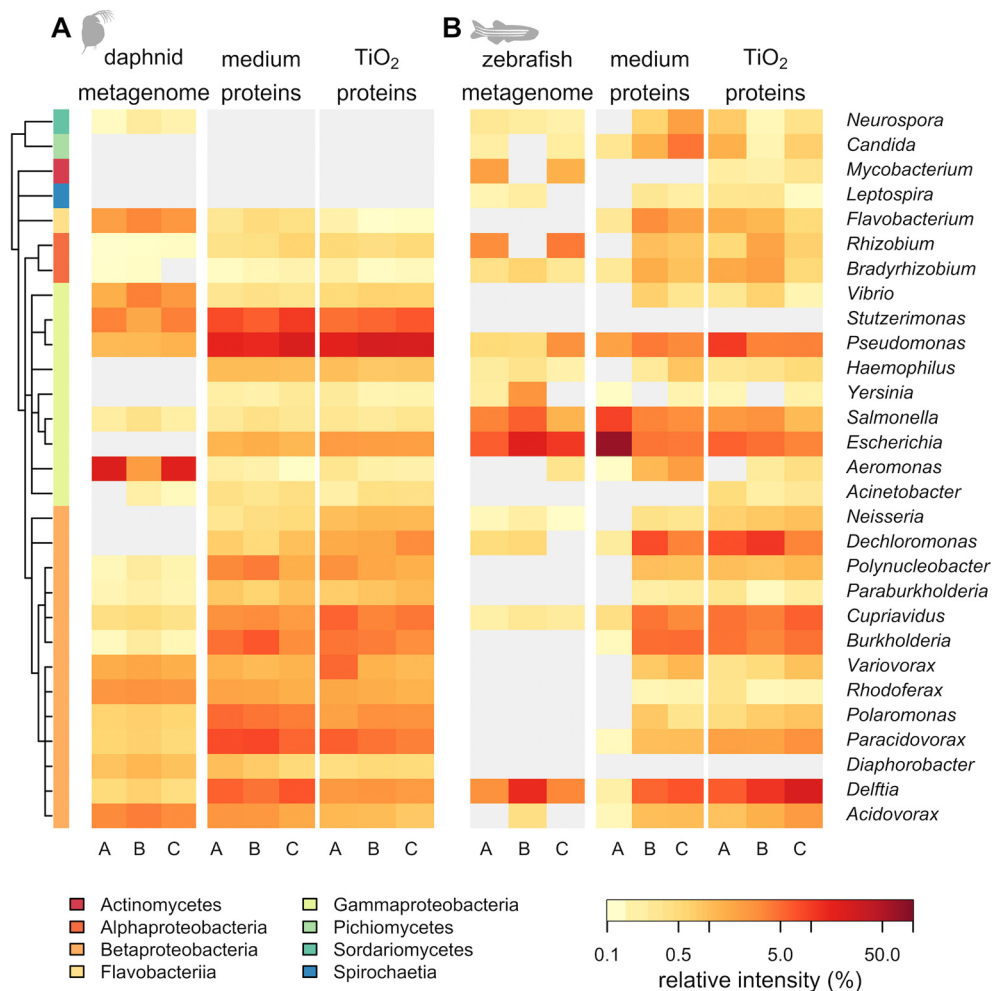 A
B
daphnid
metagenome
medium
proteins
TiO₂
proteins
zebrafish
metagenome
medium
proteins
TiO₂
proteins
Neurospora
Candida
Mycobacterium
Leptospira
Flavobacterium
Rhizobium
Bradyrhizobium
Vibrio
Stutzerimonas
Pseudomonas
Haemophilus
Yersinia
Salmonella
Escherichia
Aeromonas
Acinetobacter
Neisseria
Dechloromonas
Polynucleobacter
Paraburkholderia
Cupriavidus
Burkholderia
Variovorax
Rhodoferax
Polaromonas
Paracidovorax
Diaphorobacter
Delftia
Acidovorax
A B C A B C A B C A B C A B C A B C
Actinomycetes
Alphaproteobacteria
Betaproteobacteria
Flavobacteriia
Gammaproteobacteria
Pichiomycetes
Sordariomycetes
Spirochaetia
0.1 0.5 5.0 50.0
relative intensity (%)